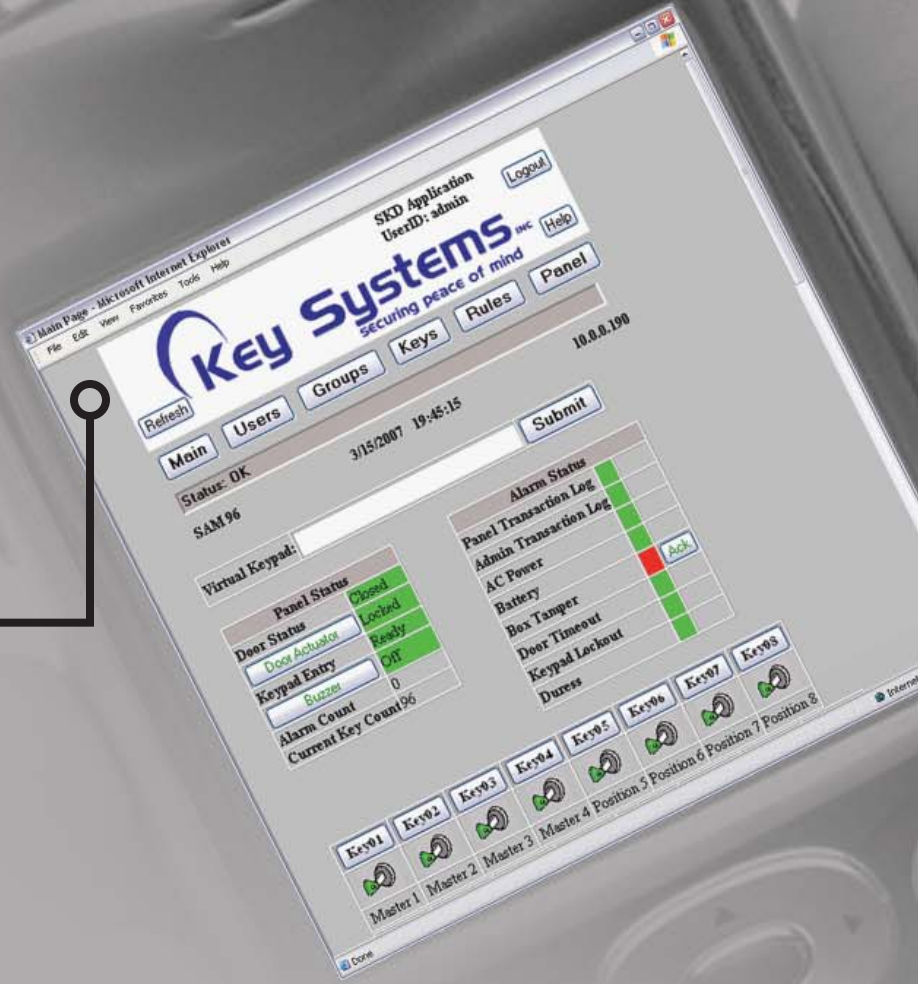 Main Page - Microsoft Internet Explorer
File Edit View Favorites Tools Help
SKD Application
UserID: admin
Logout
Key Systems INC
securing peace of mind
Help
Refresh
Main Users Groups Keys Rules Panel
Status: OK 3/15/2007 19:45:15 10.0.0.190
SAM 96
Virtual Keypad: Submit
Panel Status
Door Status Closed
Door Actuator Locked
Keypad Entry Ready
Buzzer Off
Alarm Count 0
Current Key Count 96
Alarm Status
Panel Transaction Log
Admin Transaction Log
AC Power
Battery
Box Tamper Ack
Door Timeout
Keypad Lockout
Duress
Key01 Key02 Key03 Key04 Key05 Key06 Key07 Key08
Master 1 Master 2 Master 3 Master 4 Position 5 Position 6 Position 7 Position 8
Done Internet